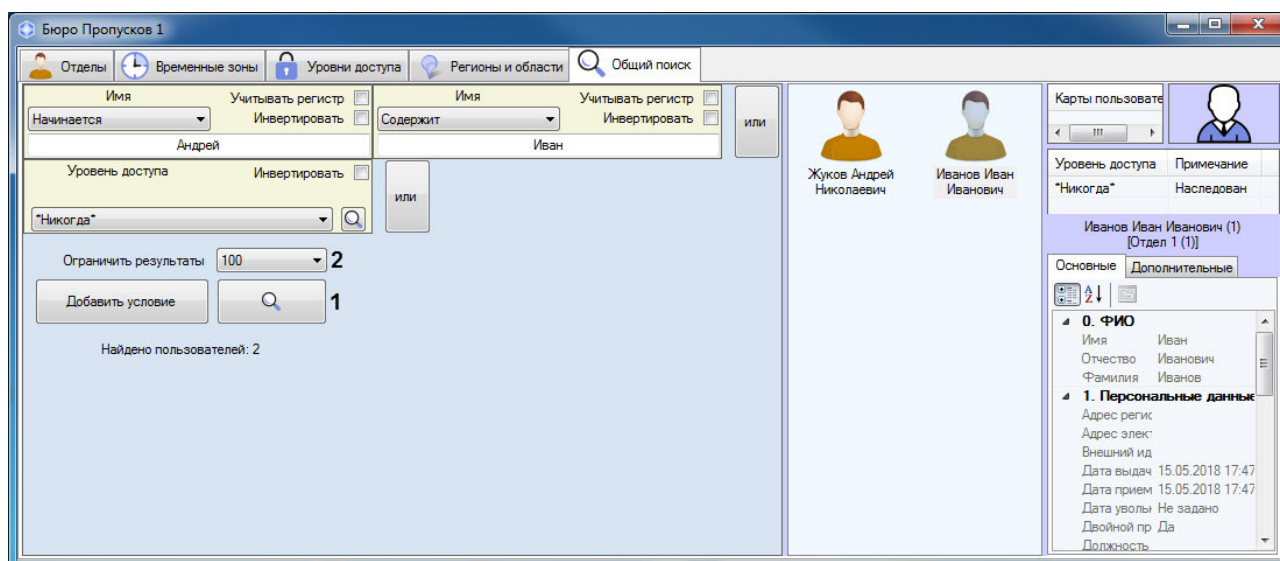 Бюро Пропусков 1
Отделы
Временные зоны
Уровни доступа
Регионы и области
Общий поиск
Имя
Учитывать регистр
Начинается
Инвертировать
Андрей
Имя
Учитывать регистр
Содержит
Инвертировать
Иван
или
Уровень доступа
Инвертировать
*Никогда*
или
Ограничить результаты
100
2
Добавить условие
1
Найдено пользователей: 2
Жуков Андрей
Николаевич
Иванов Иван
Иванович
Карты пользовате
Уровень доступа Примечание
*Никогда* Наследован
Иванов Иван Иванович (1)
[Отдел 1 (1)]
Основные Дополнительные
0. ФИО
Имя Иван
Отчество Иванович
Фамилия Иванов
1. Персональные данные
Адрес регис
Адрес элект
Внешний ид
Дата выдач 15.05.2018 17:47
Дата прием 15.05.2018 17:47
Дата увольн Не задано
Двойной пр Да
Должность